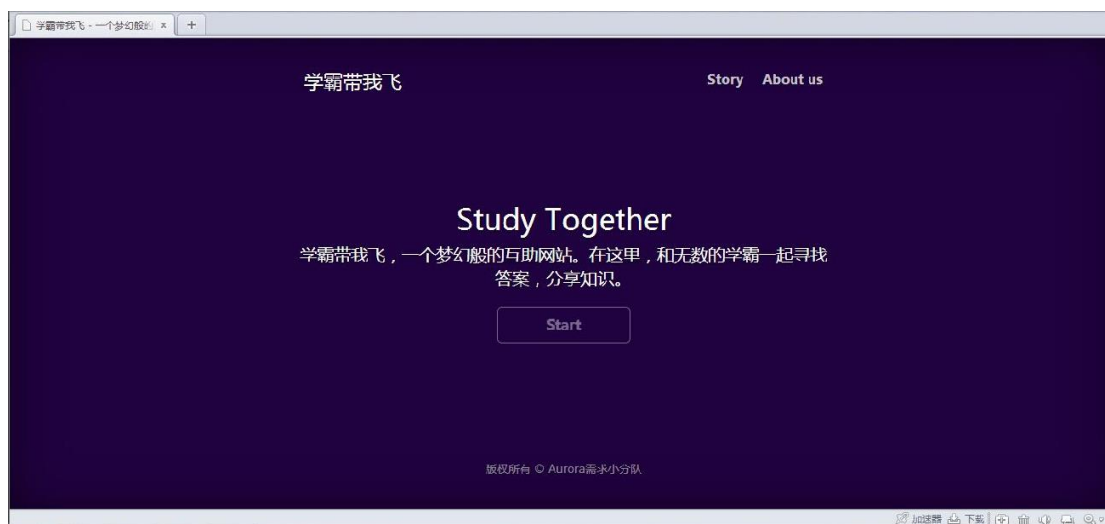 学霸带我飞 - 一个梦幻般
学霸带我飞
Story About us
Study Together
学霸带我飞，一个梦幻般的互助网站。在这里，和无数的学霸一起寻找
答案，分享知识。
Start
版权所有 © Aurora需求小分队
加速器 下载